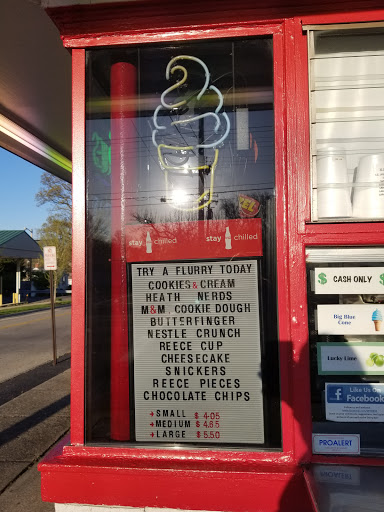 stay chilled
stay chilled
TRY A FLURRY TODAY
COOKIES & CREAM
HEATH NERDS
M&M, COOKIE DOUGH
BUTTERFINGER
NESTLE CRUNCH
REECE CUP
CHEESECAKE
SNICKERS
REECE PIECES
CHOCOLATE CHIPS
+SMALL $ 4.05
+MEDIUM $ 4.65
+LARGE $ 5.50
$ CASH ONLY $
Big Blue
Cone
Lucky Lime
Like Us On
Facebook
PROALERT